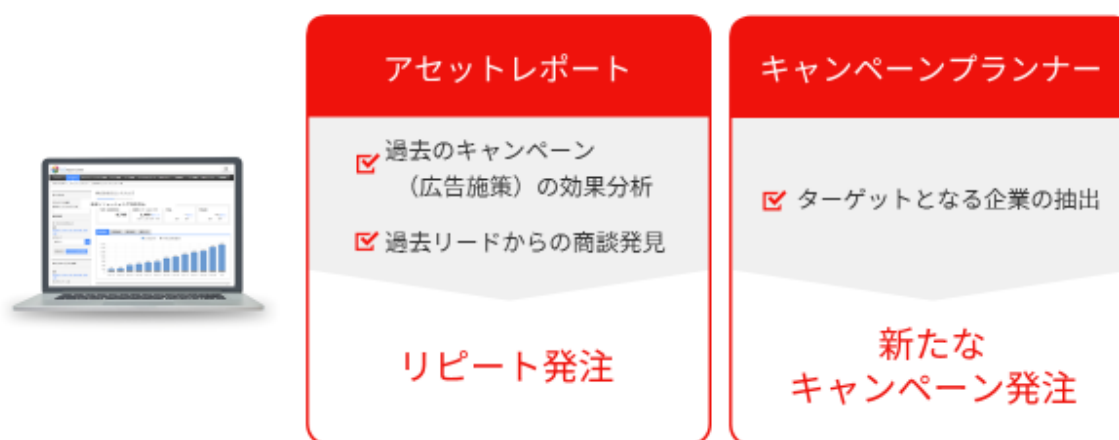 アセットレポート
過去のキャンペーン
（広告施策）の効果分析
過去リードからの商談発見
リピート発注
キャンペーンプランナー
ターゲットとなる企業の抽出
新たな
キャンペーン発注